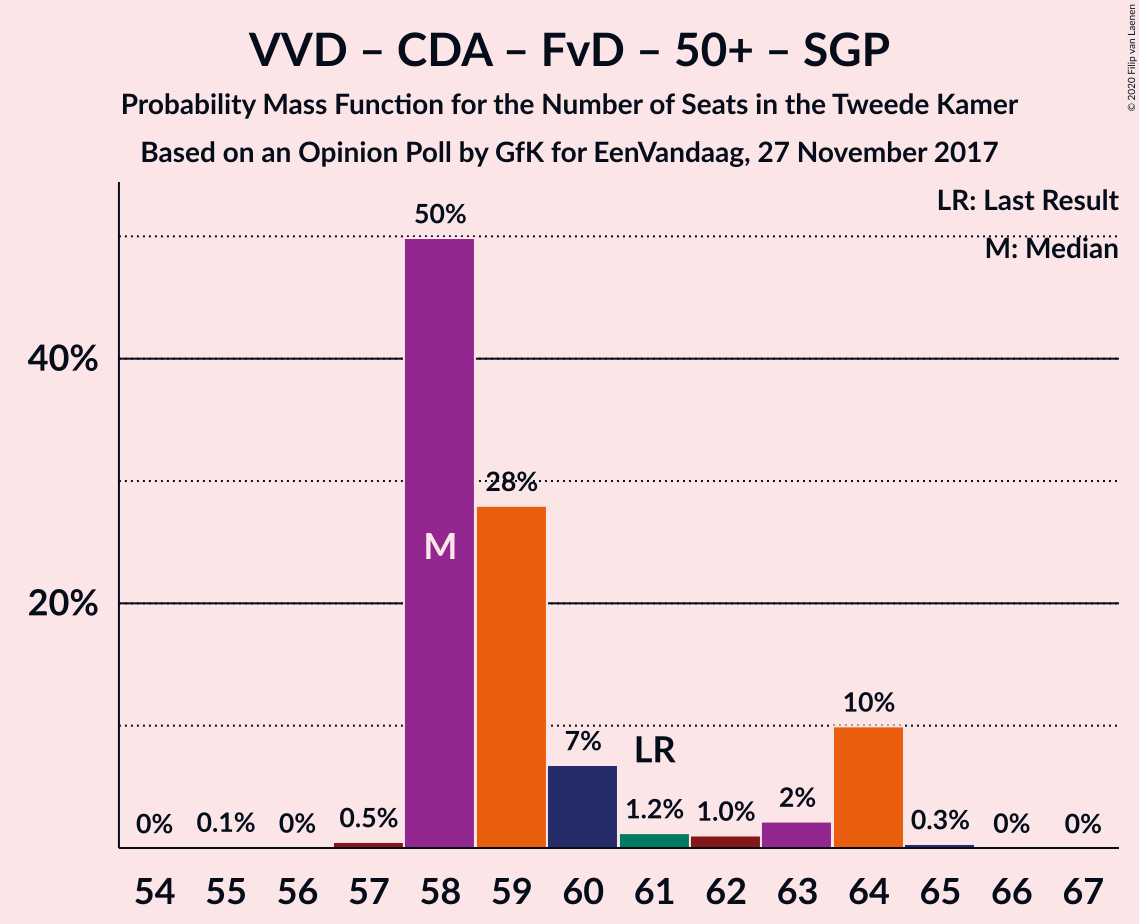 VVD – CDA – FvD – 50+ – SGP
Probability Mass Function for the Number of Seats in the Tweede Kamer
Based on an Opinion Poll by GfK for EenVandaag, 27 November 2017
© 2020 Filip van Laenen
LR: Last Result
M: Median
50%
40%
28%
M
20%
10%
7%
LR
0% 0.1% 0% 0.5% 1.2% 1.0% 2% 0.3% 0% 0%
54 55 56 57 58 59 60 61 62 63 64 65 66 67